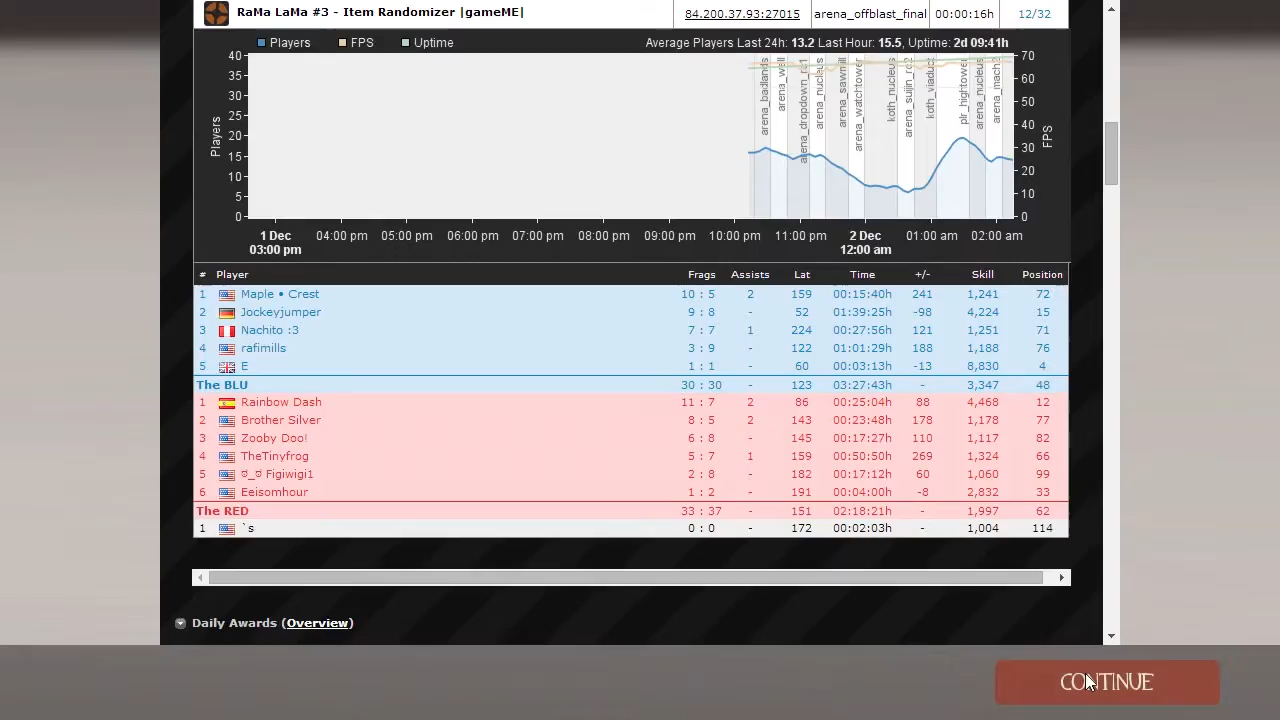 RaMa LaMa #3 - Item Randomizer |gameME| 84.200.37.93:27015 arena_offblast_final 00:00:16h 12/32
Players FPS Uptime Average Players Last 24h: 13.2 Last Hour: 15.5, Uptime: 2d 09:41h
40 35 30 25 20 15 10 5 0
Players
arena_badlands arena_well arena_dropdown_rc1 arena_nucleus arena_sawmill arena_watchtower koth_nucleus arena_suijin_rc2 koth_viaduct plr_hightower arena_nucleus arena_mach
70 60 50 40 30 20 10 0
FPS
1 Dec 03:00 pm 04:00 pm 05:00 pm 06:00 pm 07:00 pm 08:00 pm 09:00 pm 10:00 pm 11:00 pm 2 Dec 12:00 am 01:00 am 02:00 am
# Player Frags Assists Lat Time +/- Skill Position
1 Maple • Crest 10 : 5 2 159 00:15:40h 241 1,241 72
2 Jockeyjumper 9 : 8 - 52 01:39:25h -98 4,224 15
3 Nachito :3 7 : 7 1 224 00:27:56h 121 1,251 71
4 rafimills 3 : 9 - 122 01:01:29h 188 1,188 76
5 E 1 : 1 - 60 00:03:13h -13 8,830 4
The BLU 30 : 30 - 123 03:27:43h - 3,347 48
1 Rainbow Dash 11 : 7 2 86 00:25:04h 88 4,468 12
2 Brother Silver 8 : 5 2 143 00:23:48h 178 1,178 77
3 Zooby Doo! 6 : 8 - 145 00:17:27h 110 1,117 82
4 TheTinyfrog 5 : 7 1 159 00:50:50h 269 1,324 66
5 ಠ_ಠ Figiwigi1 2 : 8 - 182 00:17:12h 60 1,060 99
6 Eeisomhour 1 : 2 - 191 00:04:00h -8 2,832 33
The RED 33 : 37 - 151 02:18:21h - 1,997 62
1 `s 0 : 0 - 172 00:02:03h - 1,004 114
Daily Awards (Overview)
CONTINUE